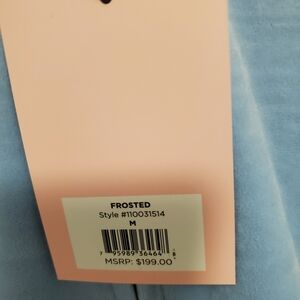 FROSTED
Style #110031514
M
7 95989 36464 8
MSRP: $199.00